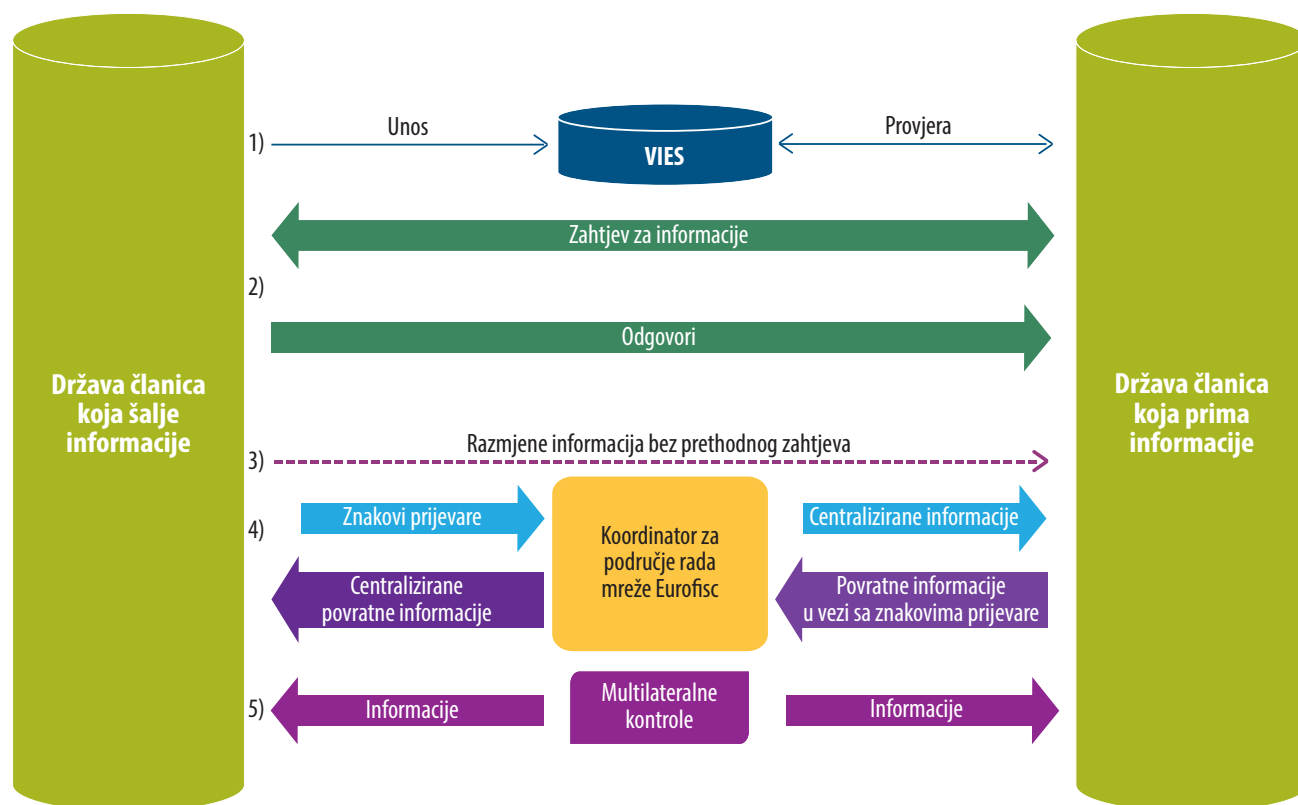 Država članica
koja šalje
informacije
1)
Unos
VIES
Provjera
Zahtjev za informacije
2)
Odgovori
3)
Razmjene informacija bez prethodnog zahtjeva
4)
Znakovi prijevare
Koordinator za
područje rada
mreže Eurofisc
Centralizirane informacije
Centralizirane
povratne informacije
Povratne informacije
u vezi sa znakovima prijevare
5)
Informacije
Multilateralne
kontrole
Informacije
Država članica
koja prima
informacije